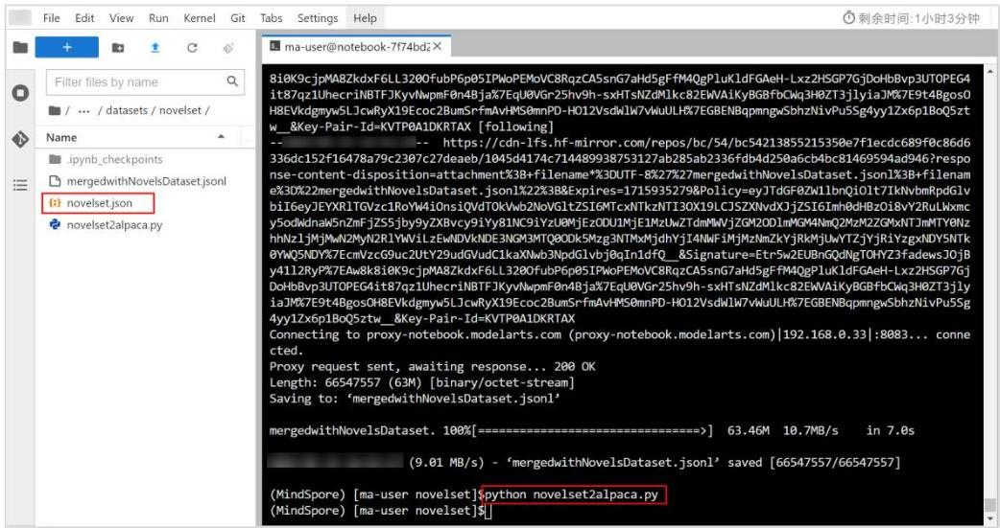 File Edit View Run Kernel Git Tabs Settings Help
剩余时间:1小时3分钟
+
ma-user@notebook-7f74bd2
Filter files by name
/ ··· / datasets / novelset /
Name
.ipynb_checkpoints
mergedwithNovelsDataset.jsonl
novelset.json
novelset2alpaca.py
8i0K9cjpMA8ZkdxF6LL320OfubP6p05IPWoPEMoVC8RqzCA5snG7aHd5gFfM4QgPluKldFGAeH-Lxz2HSGP7GjDoHbBvp3UTOPEG4
it87qz1UhecriNBTFJKyvNwpmF0n4Bja%7EqU0VGr25hv9h-sxHTsNZdMlkc82EWVAiKyBGBfbCWq3H0ZT3jlyiaJM%7E9t4BgosO
H8EVkdgmyw5LJcwRyX19Ecoc2BumSrfmAvHMS0mnPD-HO12VsdWlW7vWuULH%7EGBENBqpmngwSbhzNivPu5Sg4yy1Zx6p1BoQ5zt
w__&Key-Pair-Id=KVTP0A1DKRTAX [following]
-- -- https://cdn-lfs.hf-mirror.com/repos/bc/54/bc54213855215350e7f1ecdc689f0c86d6
336dc152f16478a79c2307c27deaeb/1045d4174c714489938753127ab285ab2336fdb4d250a6cb4bc81469594ad946?respo
nse-content-disposition=attachment%3B+filename*%3DUTF-8%27%27mergedwithNovelsDataset.jsonl%3B+filenam
e%3D%22mergedwithNovelsDataset.jsonl%22%3B&Expires=1715935279&Policy=eyJTdGF0ZW1lbnQiOlt7IkNvbmRpdGlv
biI6eyJEYXRlTGVzc1RoYW4iOnsiQVdTOkVwb2NoVGltZSI6MTcxNTkzNTI3OX19LCJSZXNvdXJjZSI6Imh0dHBzOi8vY2RuLWxmc
y5odWdnaW5nZmFjZS5jby9yZXBvcy9iYy81NC9iYzU0MjEzODU1MjE1MzUwZTdmMWVjZGM2ODlmMGM4NmQ2MzM2ZGMxNTJmMTY0Nz
hhNzljMjMwN2MyN2RlYWViLzEwNDVkNDE3NGM3MTQ0ODk5Mzg3NTMxMjdhYjI4NWFiMjMzNmZkYjRkMjUwYTZjYjRiYzgxNDY5NTk
0YWQ5NDY%7EcmVzcG9uc2UtY29udGVudC1kaXNwb3NpdGlvbj0qIn1dfQ__&Signature=Etr5w2EUBnGQdNgTOHYZ3fadewsJOjB
y41l2RyP%7EAw8k8i0K9cjpMA8ZkdxF6LL320OfubP6p05IPWoPEMoVC8RqzCA5snG7aHd5gFfM4QgPluKldFGAeH-Lxz2HSGP7Gj
DoHbBvp3UTOPEG4it87qz1UhecriNBTFJKyvNwpmF0n4Bja%7EqU0VGr25hv9h-sxHTsNZdMlkc82EWVAiKyBGBfbCWq3H0ZT3jly
iaJM%7E9t4BgosOH8EVkdgmyw5LJcwRyX19Ecoc2BumSrfmAvHMS0mnPD-HO12VsdWlW7vWuULH%7EGBENBqpmngwSbhzNivPu5Sg
4yy1Zx6p1BoQ5ztw__&Key-Pair-Id=KVTP0A1DKRTAX
Connecting to proxy-notebook.modelarts.com (proxy-notebook.modelarts.com)|192.168.0.33|:8083... conne
cted.
Proxy request sent, awaiting response... 200 OK
Length: 66547557 (63M) [binary/octet-stream]
Saving to: ‘mergedwithNovelsDataset.jsonl’
mergedwithNovelsDataset. 100%[================================>] 63.46M 10.7MB/s in 7.0s
(9.01 MB/s) - ‘mergedwithNovelsDataset.jsonl’ saved [66547557/66547557]
(MindSpore) [ma-user novelset]$python novelset2alpaca.py
(MindSpore) [ma-user novelset]$